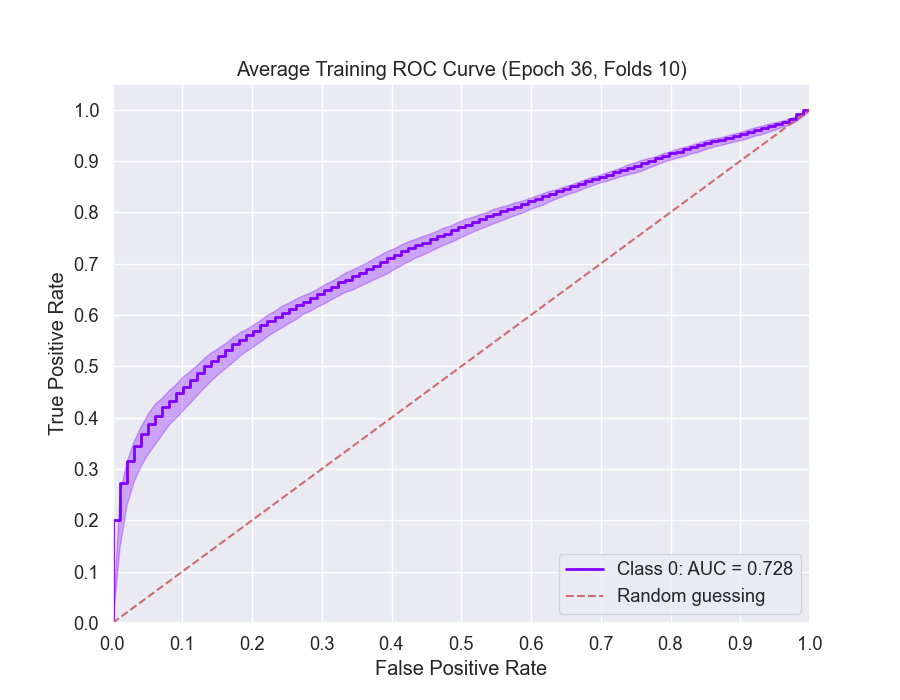 Average Training ROC Curve (Epoch 36, Folds 10)
True Positive Rate
1.0
0.9
0.8
0.7
0.6
0.5
0.4
0.3
0.2
0.1
0.0
Class 0: AUC = 0.728
Random guessing
0.0 0.1 0.2 0.3 0.4 0.5 0.6 0.7 0.8 0.9 1.0
False Positive Rate